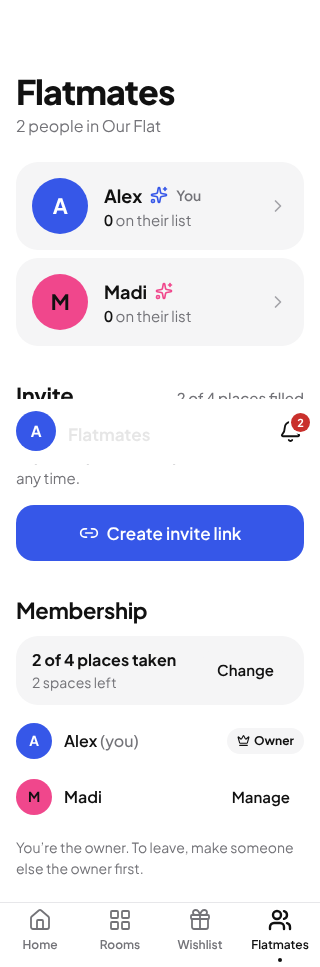 Flatmates
2 people in Our Flat
A
Alex You
0 on their list
M
Madi
0 on their list
Invite 2 of 4 places filled
A Flatmates 2
any time.
Create invite link
Membership
2 of 4 places taken
2 spaces left
Change
A Alex (you) Owner
M Madi Manage
You're the owner. To leave, make someone
else the owner first.
Home Rooms Wishlist Flatmates